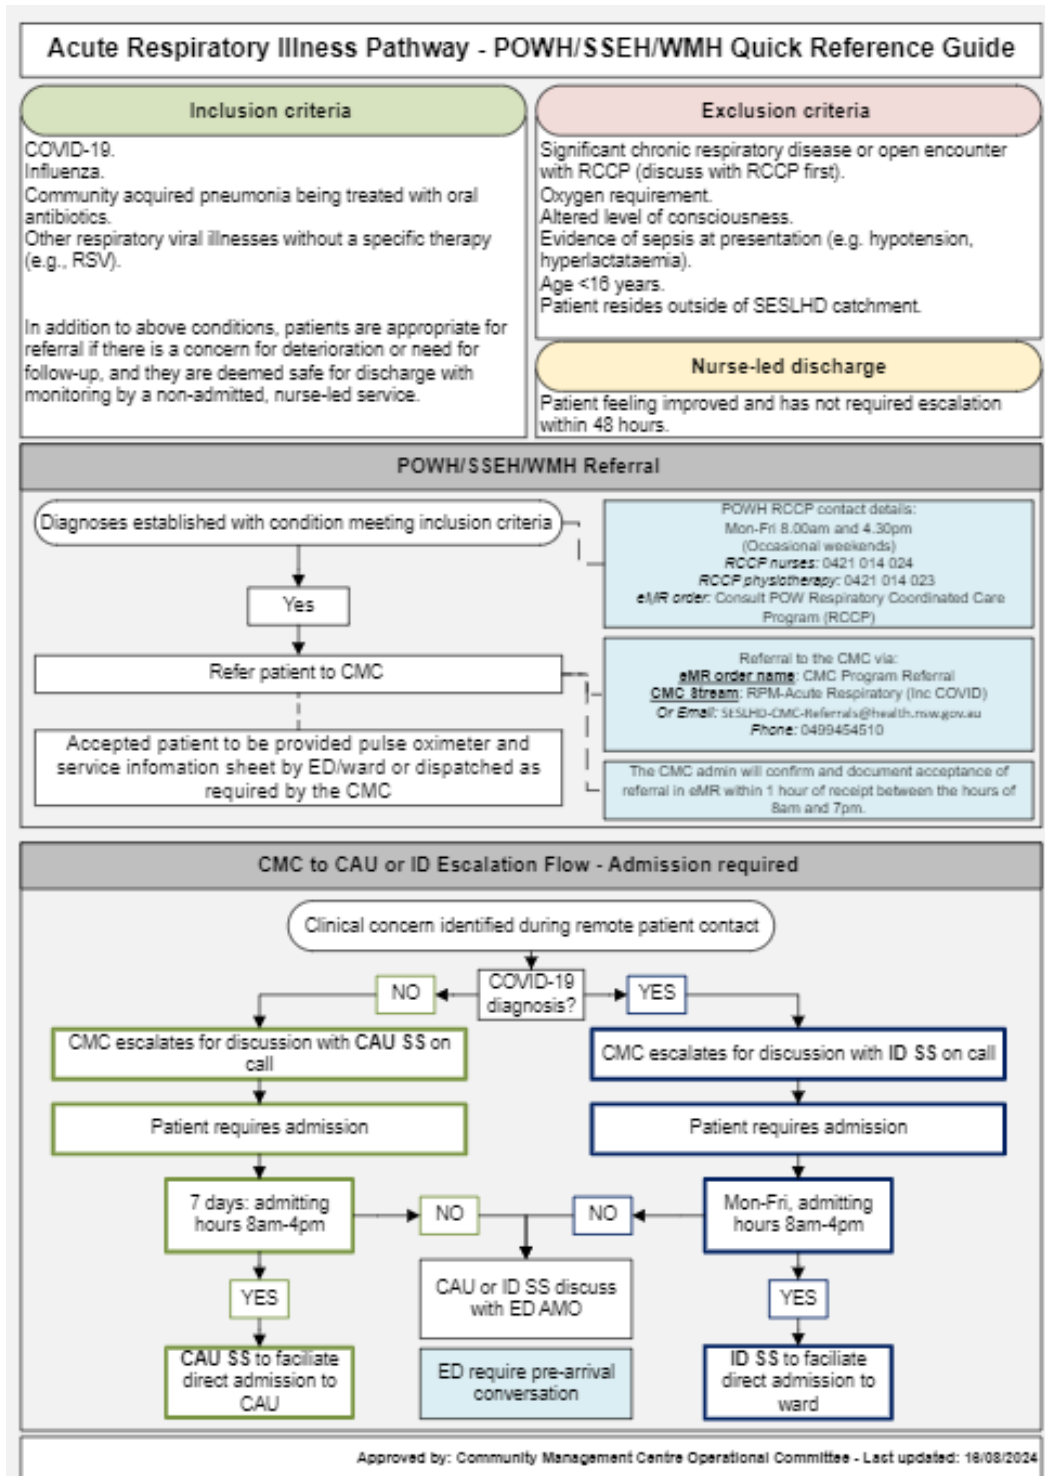 Acute Respiratory Illness Pathway - POWH/SSEH/WMH Quick Reference Guide
Inclusion criteria
COVID-19.
Influenza.
Community acquired pneumonia being treated with oral
antibiotics.
Other respiratory viral illnesses without a specific therapy
(e.g., RSV).
In addition to above conditions, patients are appropriate for
referral if there is a concern for deterioration or need for
follow-up, and they are deemed safe for discharge with
monitoring by a non-admitted, nurse-led service.
Exclusion criteria
Significant chronic respiratory disease or open encounter
with RCCP (discuss with RCCP first).
Oxygen requirement.
Altered level of consciousness.
Evidence of sepsis at presentation (e.g. hypotension,
hyperlactataemia).
Age <16 years.
Patient resides outside of SESLHD catchment.
Nurse-led discharge
Patient feeling improved and has not required escalation
within 48 hours.
POWH/SSEH/WMH Referral
Diagnoses established with condition meeting inclusion criteria
Yes
Refer patient to CMC
Accepted patient to be provided pulse oximeter and
service infomation sheet by ED/ward or dispatched as
required by the CMC
POWH RCCP contact details:
Mon-Fri 8.00am and 4.30pm
(Occasional weekends)
RCCP nurses: 0421 014 024
RCCP physiotherapy: 0421 014 023
eMR order: Consult POW Respiratory Coordinated Care
Program (RCCP)
Referral to the CMC via:
eMR order name: CMC Program Referral
CMC Stream: RPM-Acute Respiratory (Inc COVID)
Or Email: SESLHD-CMC-Referrals@health.nsw.gov.au
Phone: 0499454510
The CMC admin will confirm and document acceptance of
referral in eMR within 1 hour of receipt between the hours of
8am and 7pm.
CMC to CAU or ID Escalation Flow - Admission required
Clinical concern identified during remote patient contact
COVID-19
diagnosis?
NO
YES
CMC escalates for discussion with CAU SS on
call
CMC escalates for discussion with ID SS on call
Patient requires admission
Patient requires admission
7 days: admitting
hours 8am-4pm
NO
NO
Mon-Fri, admitting
hours 8am-4pm
YES
CAU or ID SS discuss
with ED AMO
YES
CAU SS to faciliate
direct admission to
CAU
ED require pre-arrival
conversation
ID SS to faciliate
direct admission to
ward
Approved by: Community Management Centre Operational Committee - Last updated: 16/08/2024